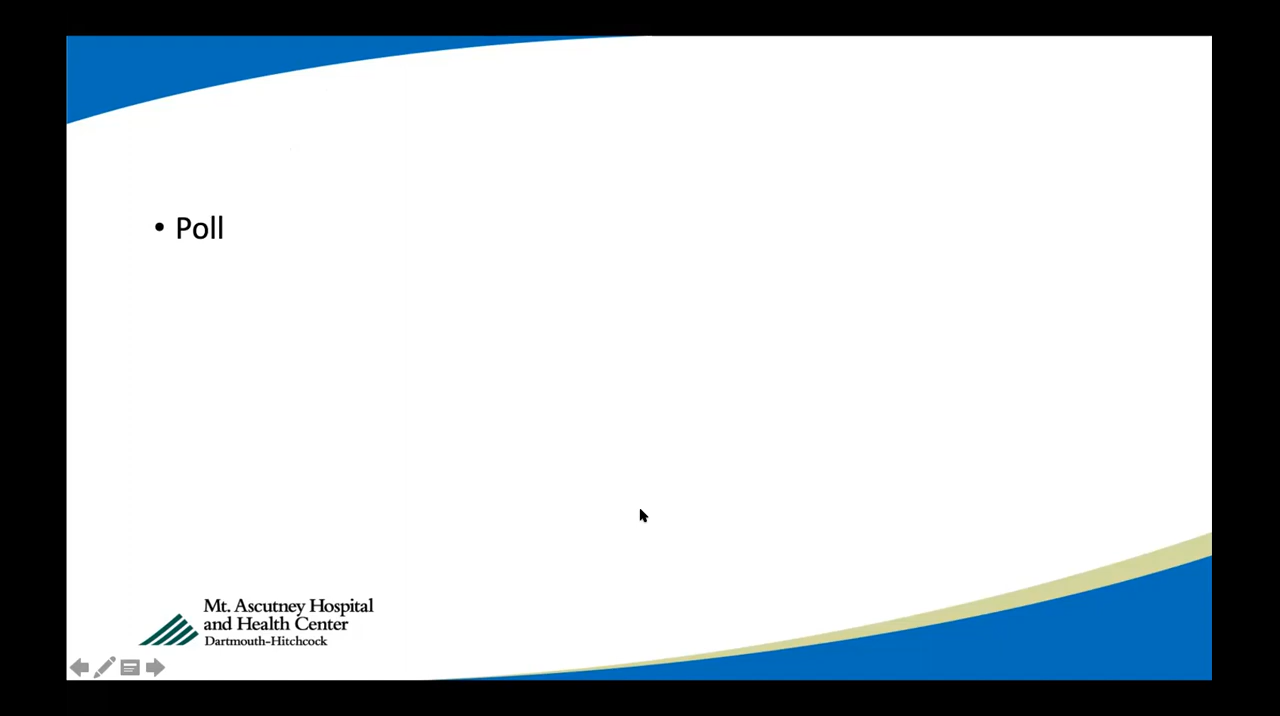 • Poll
Mt. Ascutney Hospital
and Health Center
Dartmouth-Hitchcock